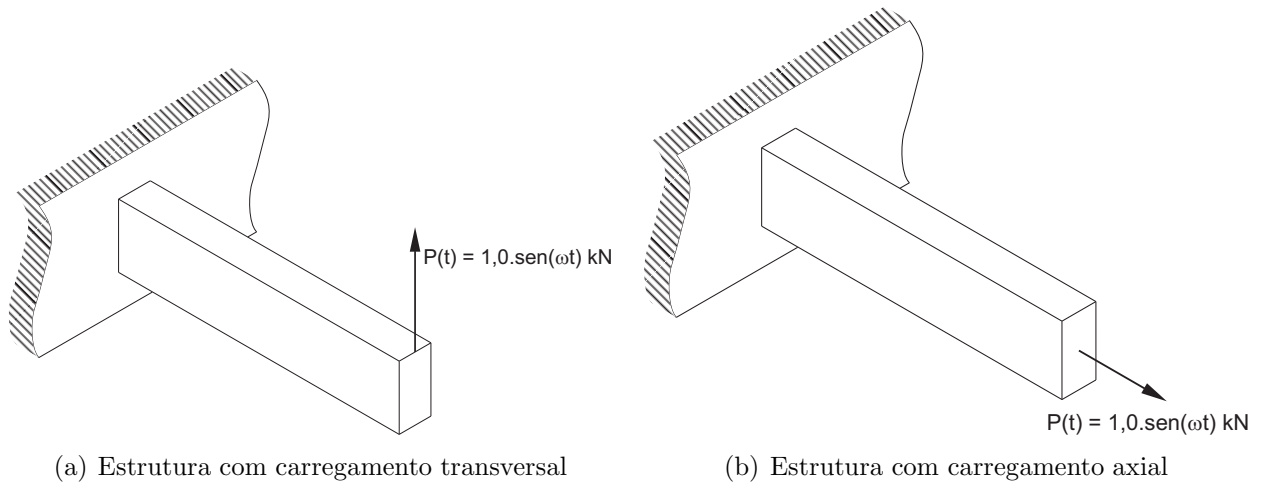 P(t) = 1,0.sen(ωt) kN
P(t) = 1,0.sen(ωt) kN
(a) Estrutura com carregamento transversal
(b) Estrutura com carregamento axial